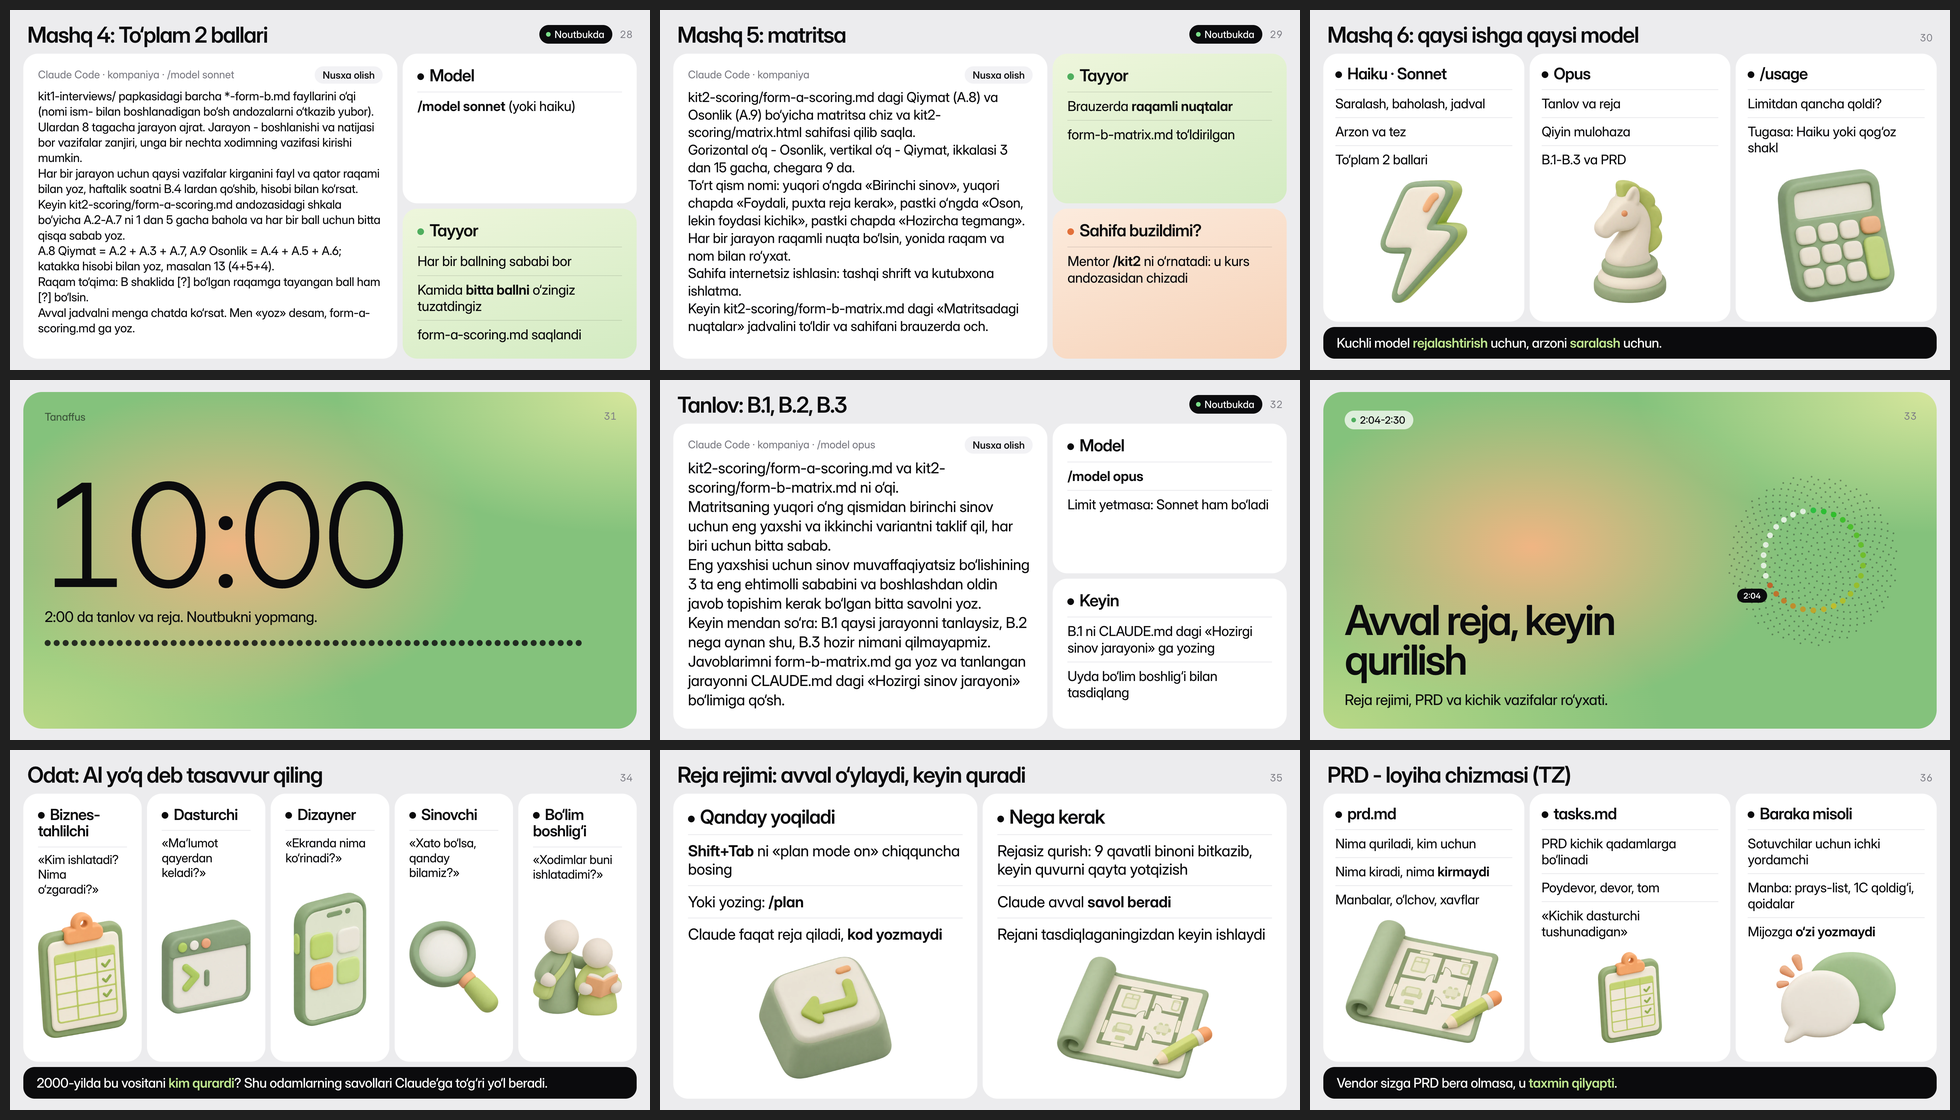 Mashq 4: To‘plam 2 ballari
Noutbukda
28
Claude Code · kompaniya · /model sonnet
Nusxa olish
kit1-interviews/ papkasidagi barcha *-form-b.md fayllarini o‘qi
(nomi ism- bilan boshlanadigan bo‘sh andozalarni o‘tkazib yubor).
Ulardan 8 tagacha jarayon ajrat. Jarayon - boshlanishi va natijasi
bor vazifalar zanjiri, unga bir nechta xodimning vazifasi kirishi
mumkin.
Har bir jarayon uchun qaysi vazifalar kirganini fayl va qator raqami
bilan yoz, haftalik soatni B.4 lardan qo‘shib, hisobi bilan ko‘rsat.
Keyin kit2-scoring/form-a-scoring.md andozasidagi shkala
bo‘yicha A.2-A.7 ni 1 dan 5 gacha bahola va har bir ball uchun bitta
qisqa sabab yoz.
A.8 Qiymat = A.2 + A.3 + A.7, A.9 Osonlik = A.4 + A.5 + A.6;
katakka hisobi bilan yoz, masalan 13 (4+5+4).
Raqam to‘qima: B shaklida [?] bo‘lgan raqamga tayangan ball ham
[?] bo‘lsin.
Avval jadvalni menga chatda ko‘rsat. Men «yoz» desam, form-a-
scoring.md ga yoz.
Model
/model sonnet (yoki haiku)
Tayyor
Har bir ballning sababi bor
Kamida bitta ballni o‘zingiz
tuzatdingiz
form-a-scoring.md saqlandi
Mashq 5: matritsa
Noutbukda
29
Claude Code · kompaniya
Nusxa olish
kit2-scoring/form-a-scoring.md dagi Qiymat (A.8) va
Osonlik (A.9) bo‘yicha matritsa chiz va kit2-
scoring/matrix.html sahifasi qilib saqla.
Gorizontal o‘q - Osonlik, vertikal o‘q - Qiymat, ikkalasi 3
dan 15 gacha, chegara 9 da.
To‘rt qism nomi: yuqori o‘ngda «Birinchi sinov», yuqori
chapda «Foydali, puxta reja kerak», pastki o‘ngda «Oson,
lekin foydasi kichik», pastki chapda «Hozircha tegmang».
Har bir jarayon raqamli nuqta bo‘lsin, yonida raqam va
nom bilan ro‘yxat.
Sahifa internetsiz ishlasin: tashqi shrift va kutubxona
ishlatma.
Keyin kit2-scoring/form-b-matrix.md dagi «Matritsadagi
nuqtalar» jadvalini to‘ldir va sahifani brauzerda och.
Tayyor
Brauzerda raqamli nuqtalar
form-b-matrix.md to‘ldirilgan
Sahifa buzildimi?
Mentor /kit2 ni o‘rnatadi: u kurs
andozasidan chizadi
Mashq 6: qaysi ishga qaysi model
30
Haiku · Sonnet
Saralash, baholash, jadval
Arzon va tez
To‘plam 2 ballari
Opus
Tanlov va reja
Qiyin mulohaza
B.1-B.3 va PRD
/usage
Limitdan qancha qoldi?
Tugasa: Haiku yoki qog‘oz
shakl
Kuchli model rejalashtirish uchun, arzoni saralash uchun.
Tanaffus
31
10:00
2:00 da tanlov va reja. Noutbukni yopmang.
Tanlov: B.1, B.2, B.3
Noutbukda
32
Claude Code · kompaniya · /model opus
Nusxa olish
kit2-scoring/form-a-scoring.md va kit2-
scoring/form-b-matrix.md ni o‘qi.
Matritsaning yuqori o‘ng qismidan birinchi sinov
uchun eng yaxshi va ikkinchi variantni taklif qil, har
biri uchun bitta sabab.
Eng yaxshisi uchun sinov muvaffaqiyatsiz bo‘lishining
3 ta eng ehtimolli sababini va boshlashdan oldin
javob topishim kerak bo‘lgan bitta savolni yoz.
Keyin mendan so‘ra: B.1 qaysi jarayonni tanlaysiz, B.2
nega aynan shu, B.3 hozir nimani qilmayapmiz.
Javoblarimni form-b-matrix.md ga yoz va tanlangan
jarayonni CLAUDE.md dagi «Hozirgi sinov jarayoni»
bo‘limiga qo‘sh.
Model
/model opus
Limit yetmasa: Sonnet ham bo‘ladi
Keyin
B.1 ni CLAUDE.md dagi «Hozirgi
sinov jarayoni» ga yozing
Uyda bo‘lim boshlig‘i bilan
tasdiqlang
2:04-2:30
33
2:04
Avval reja, keyin
qurilish
Reja rejimi, PRD va kichik vazifalar ro‘yxati.
Odat: AI yo‘q deb tasavvur qiling
34
Biznes-
tahlilchi
«Kim ishlatadi?
Nima
o‘zgaradi?»
Dasturchi
«Ma’lumot
qayerdan
keladi?»
Dizayner
«Ekranda nima
ko‘rinadi?»
Sinovchi
«Xato bo‘lsa,
qanday
bilamiz?»
Bo‘lim
boshlig‘i
«Xodimlar buni
ishlatadimi?»
2000-yilda bu vositani kim qurardi? Shu odamlarning savollari Claude’ga to‘g‘ri yo‘l beradi.
Reja rejimi: avval o‘ylaydi, keyin quradi
35
Qanday yoqiladi
Shift+Tab ni «plan mode on» chiqquncha
bosing
Yoki yozing: /plan
Claude faqat reja qiladi, kod yozmaydi
Nega kerak
Rejasiz qurish: 9 qavatli binoni bitkazib,
keyin quvurni qayta yotqizish
Claude avval savol beradi
Rejani tasdiqlaganingizdan keyin ishlaydi
PRD - loyiha chizmasi (TZ)
36
prd.md
Nima quriladi, kim uchun
Nima kiradi, nima kirmaydi
Manbalar, o‘lchov, xavflar
tasks.md
PRD kichik qadamlarga
bo‘linadi
Poydevor, devor, tom
«Kichik dasturchi
tushunadigan»
Baraka misoli
Sotuvchilar uchun ichki
yordamchi
Manba: prays-list, 1C qoldig‘i,
qoidalar
Mijozga o‘zi yozmaydi
Vendor sizga PRD bera olmasa, u taxmin qilyapti.